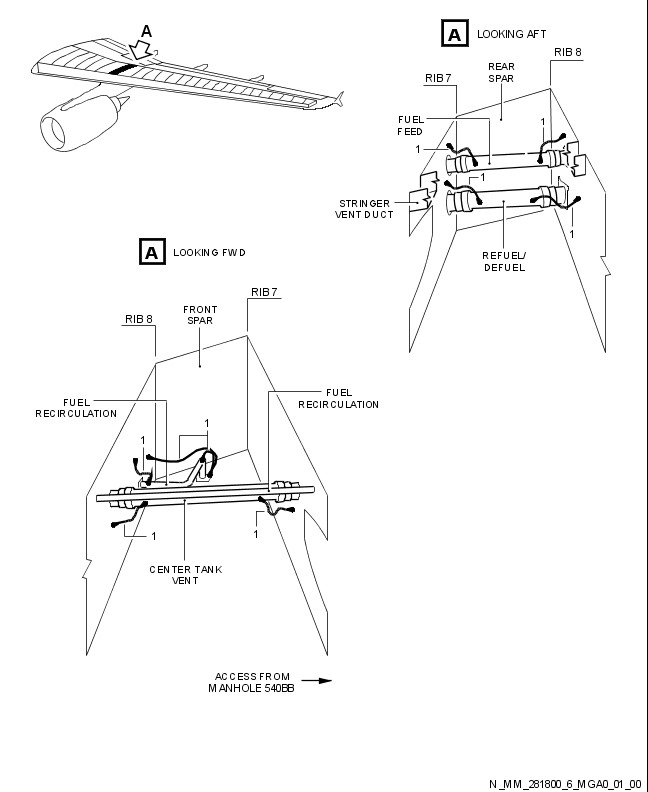 A
A LOOKING AFT
REAR
SPAR
RIB 8
RIB 7
FUEL
FEED
1
1
1
STRINGER
VENT DUCT
REFUEL/
DEFUEL
1
A LOOKING FWD
RIB 7
FRONT
SPAR
RIB 8
FUEL
RECIRCULATION
FUEL
RECIRCULATION
1
1
1
1
CENTER TANK
VENT
ACCESS FROM
MANHOLE 540BB
N_MM_281800_6_MGA0_01_00